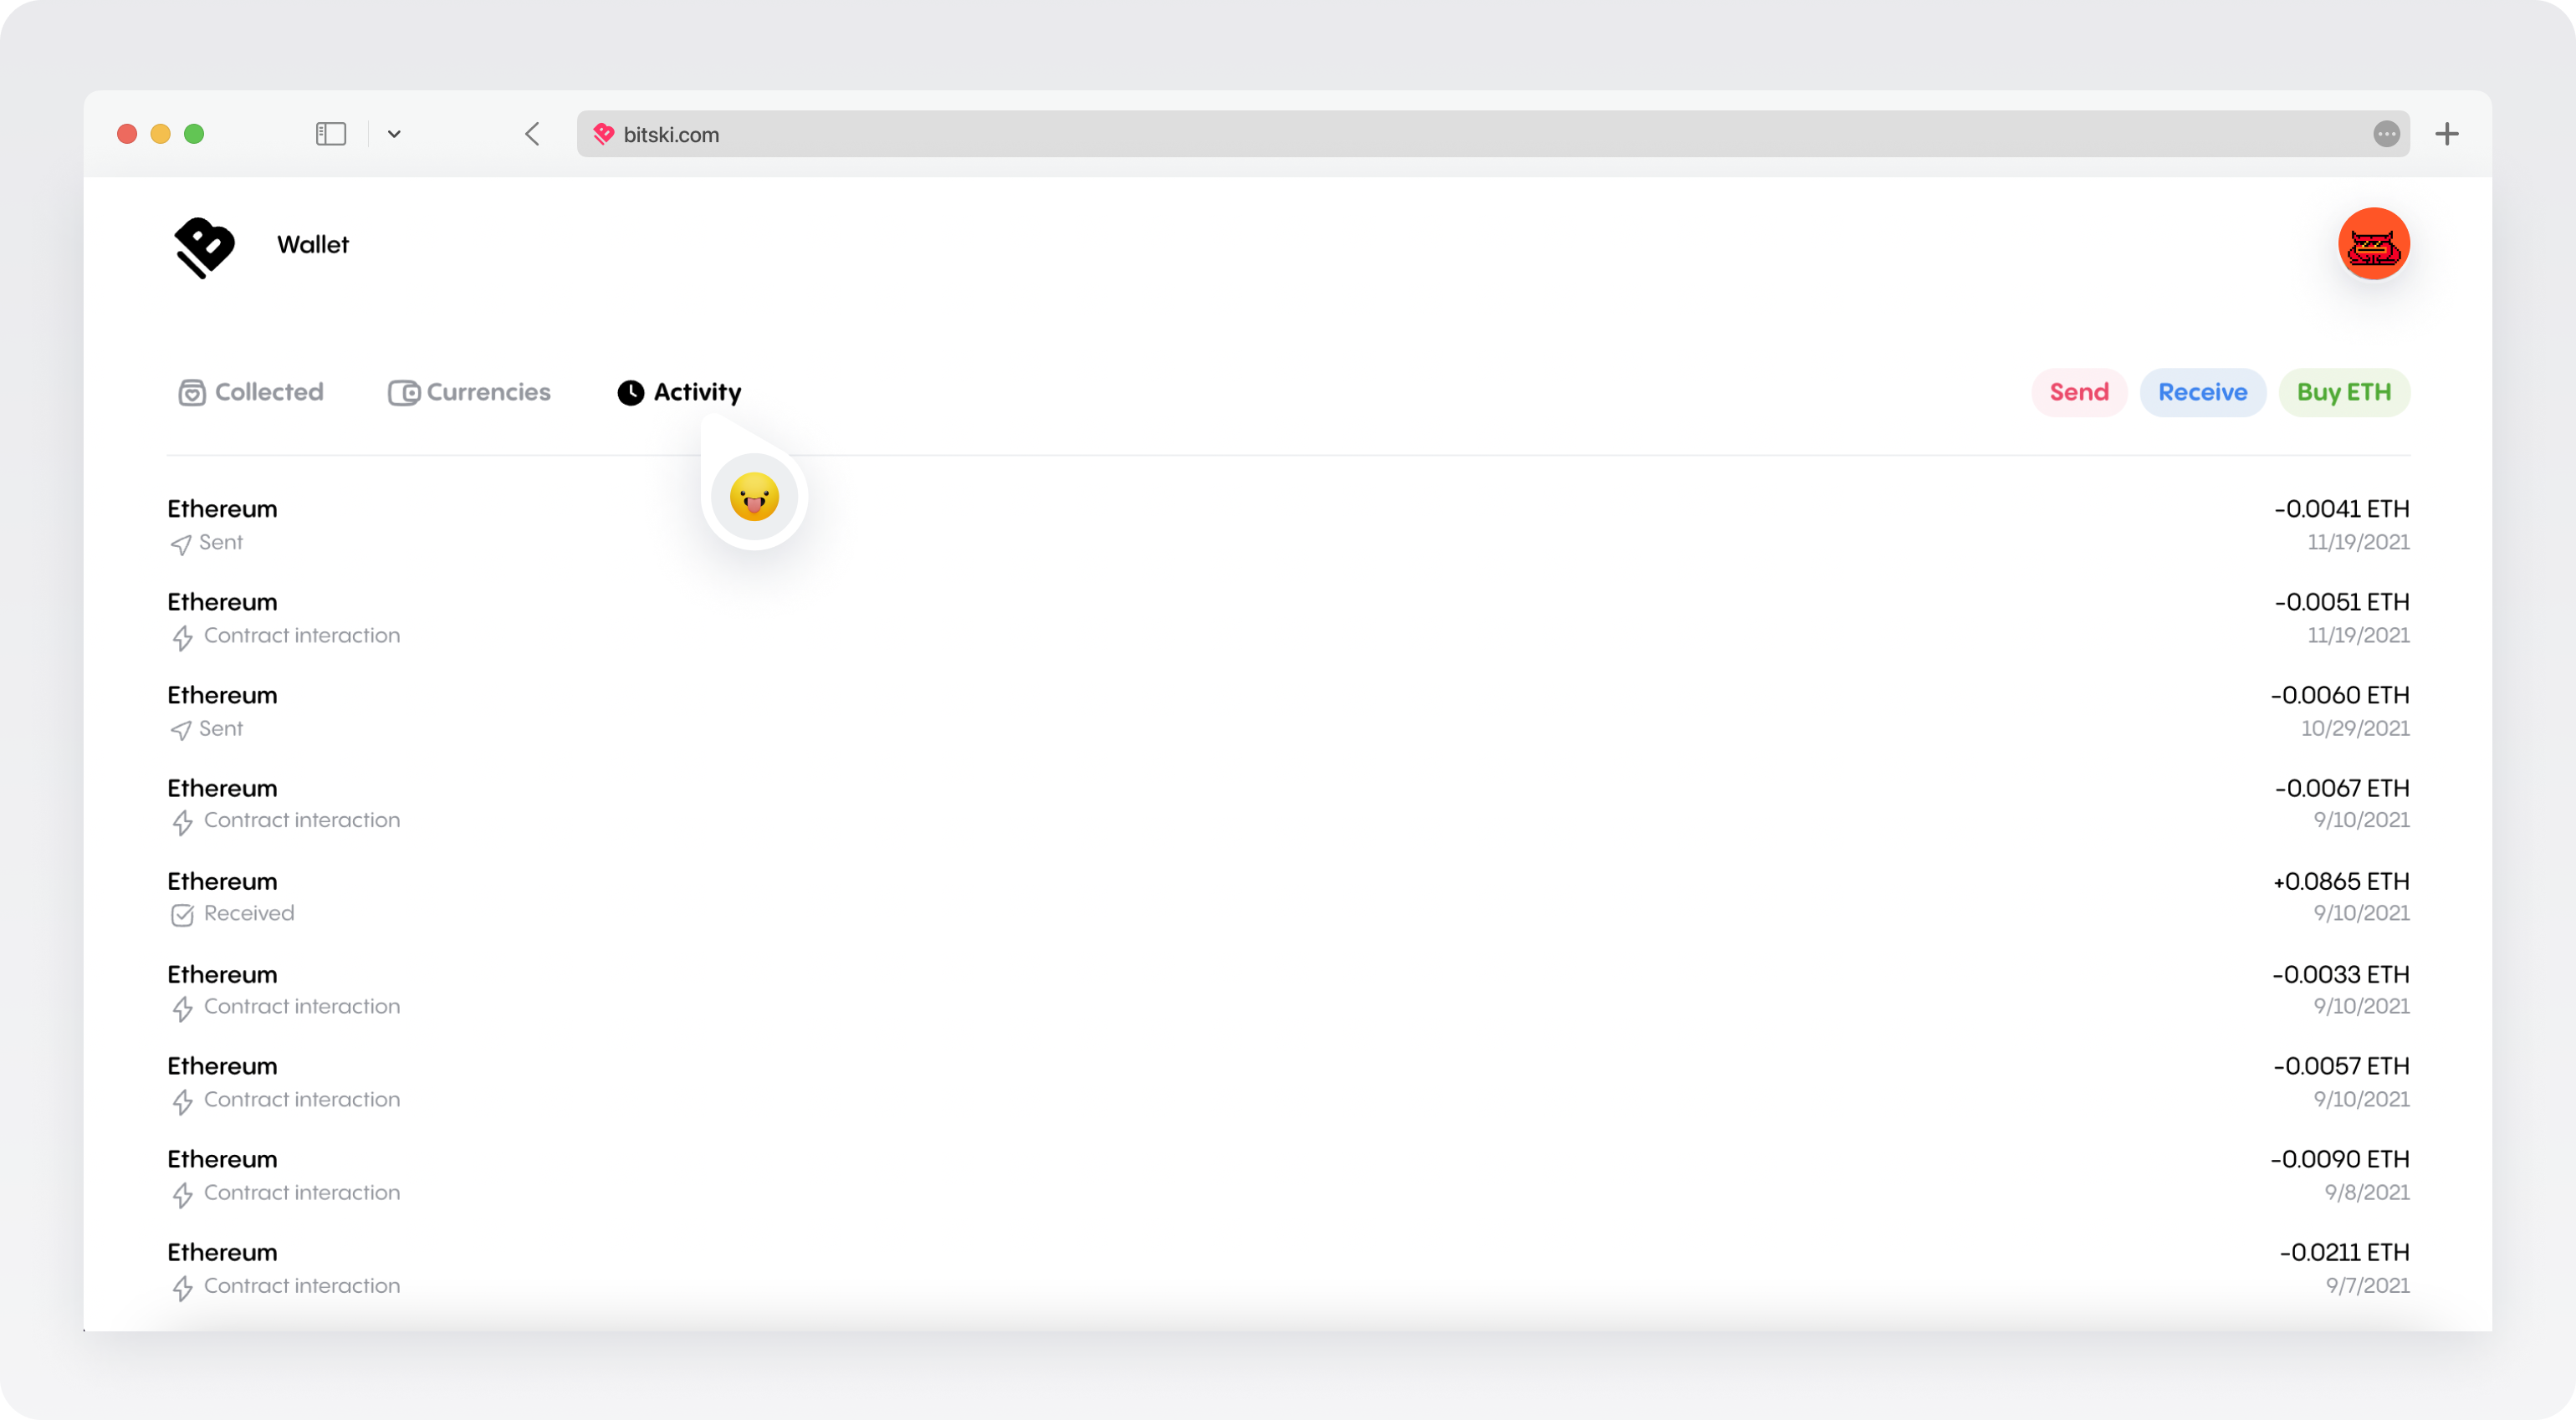 bitski.com
Wallet
Collected Currencies Activity Send Receive Buy ETH
Ethereum -0.0041 ETH
Sent 11/19/2021
Ethereum -0.0051 ETH
Contract interaction 11/19/2021
Ethereum -0.0060 ETH
Sent 10/29/2021
Ethereum -0.0067 ETH
Contract interaction 9/10/2021
Ethereum +0.0865 ETH
Received 9/10/2021
Ethereum -0.0033 ETH
Contract interaction 9/10/2021
Ethereum -0.0057 ETH
Contract interaction 9/10/2021
Ethereum -0.0090 ETH
Contract interaction 9/8/2021
Ethereum -0.0211 ETH
Contract interaction 9/7/2021